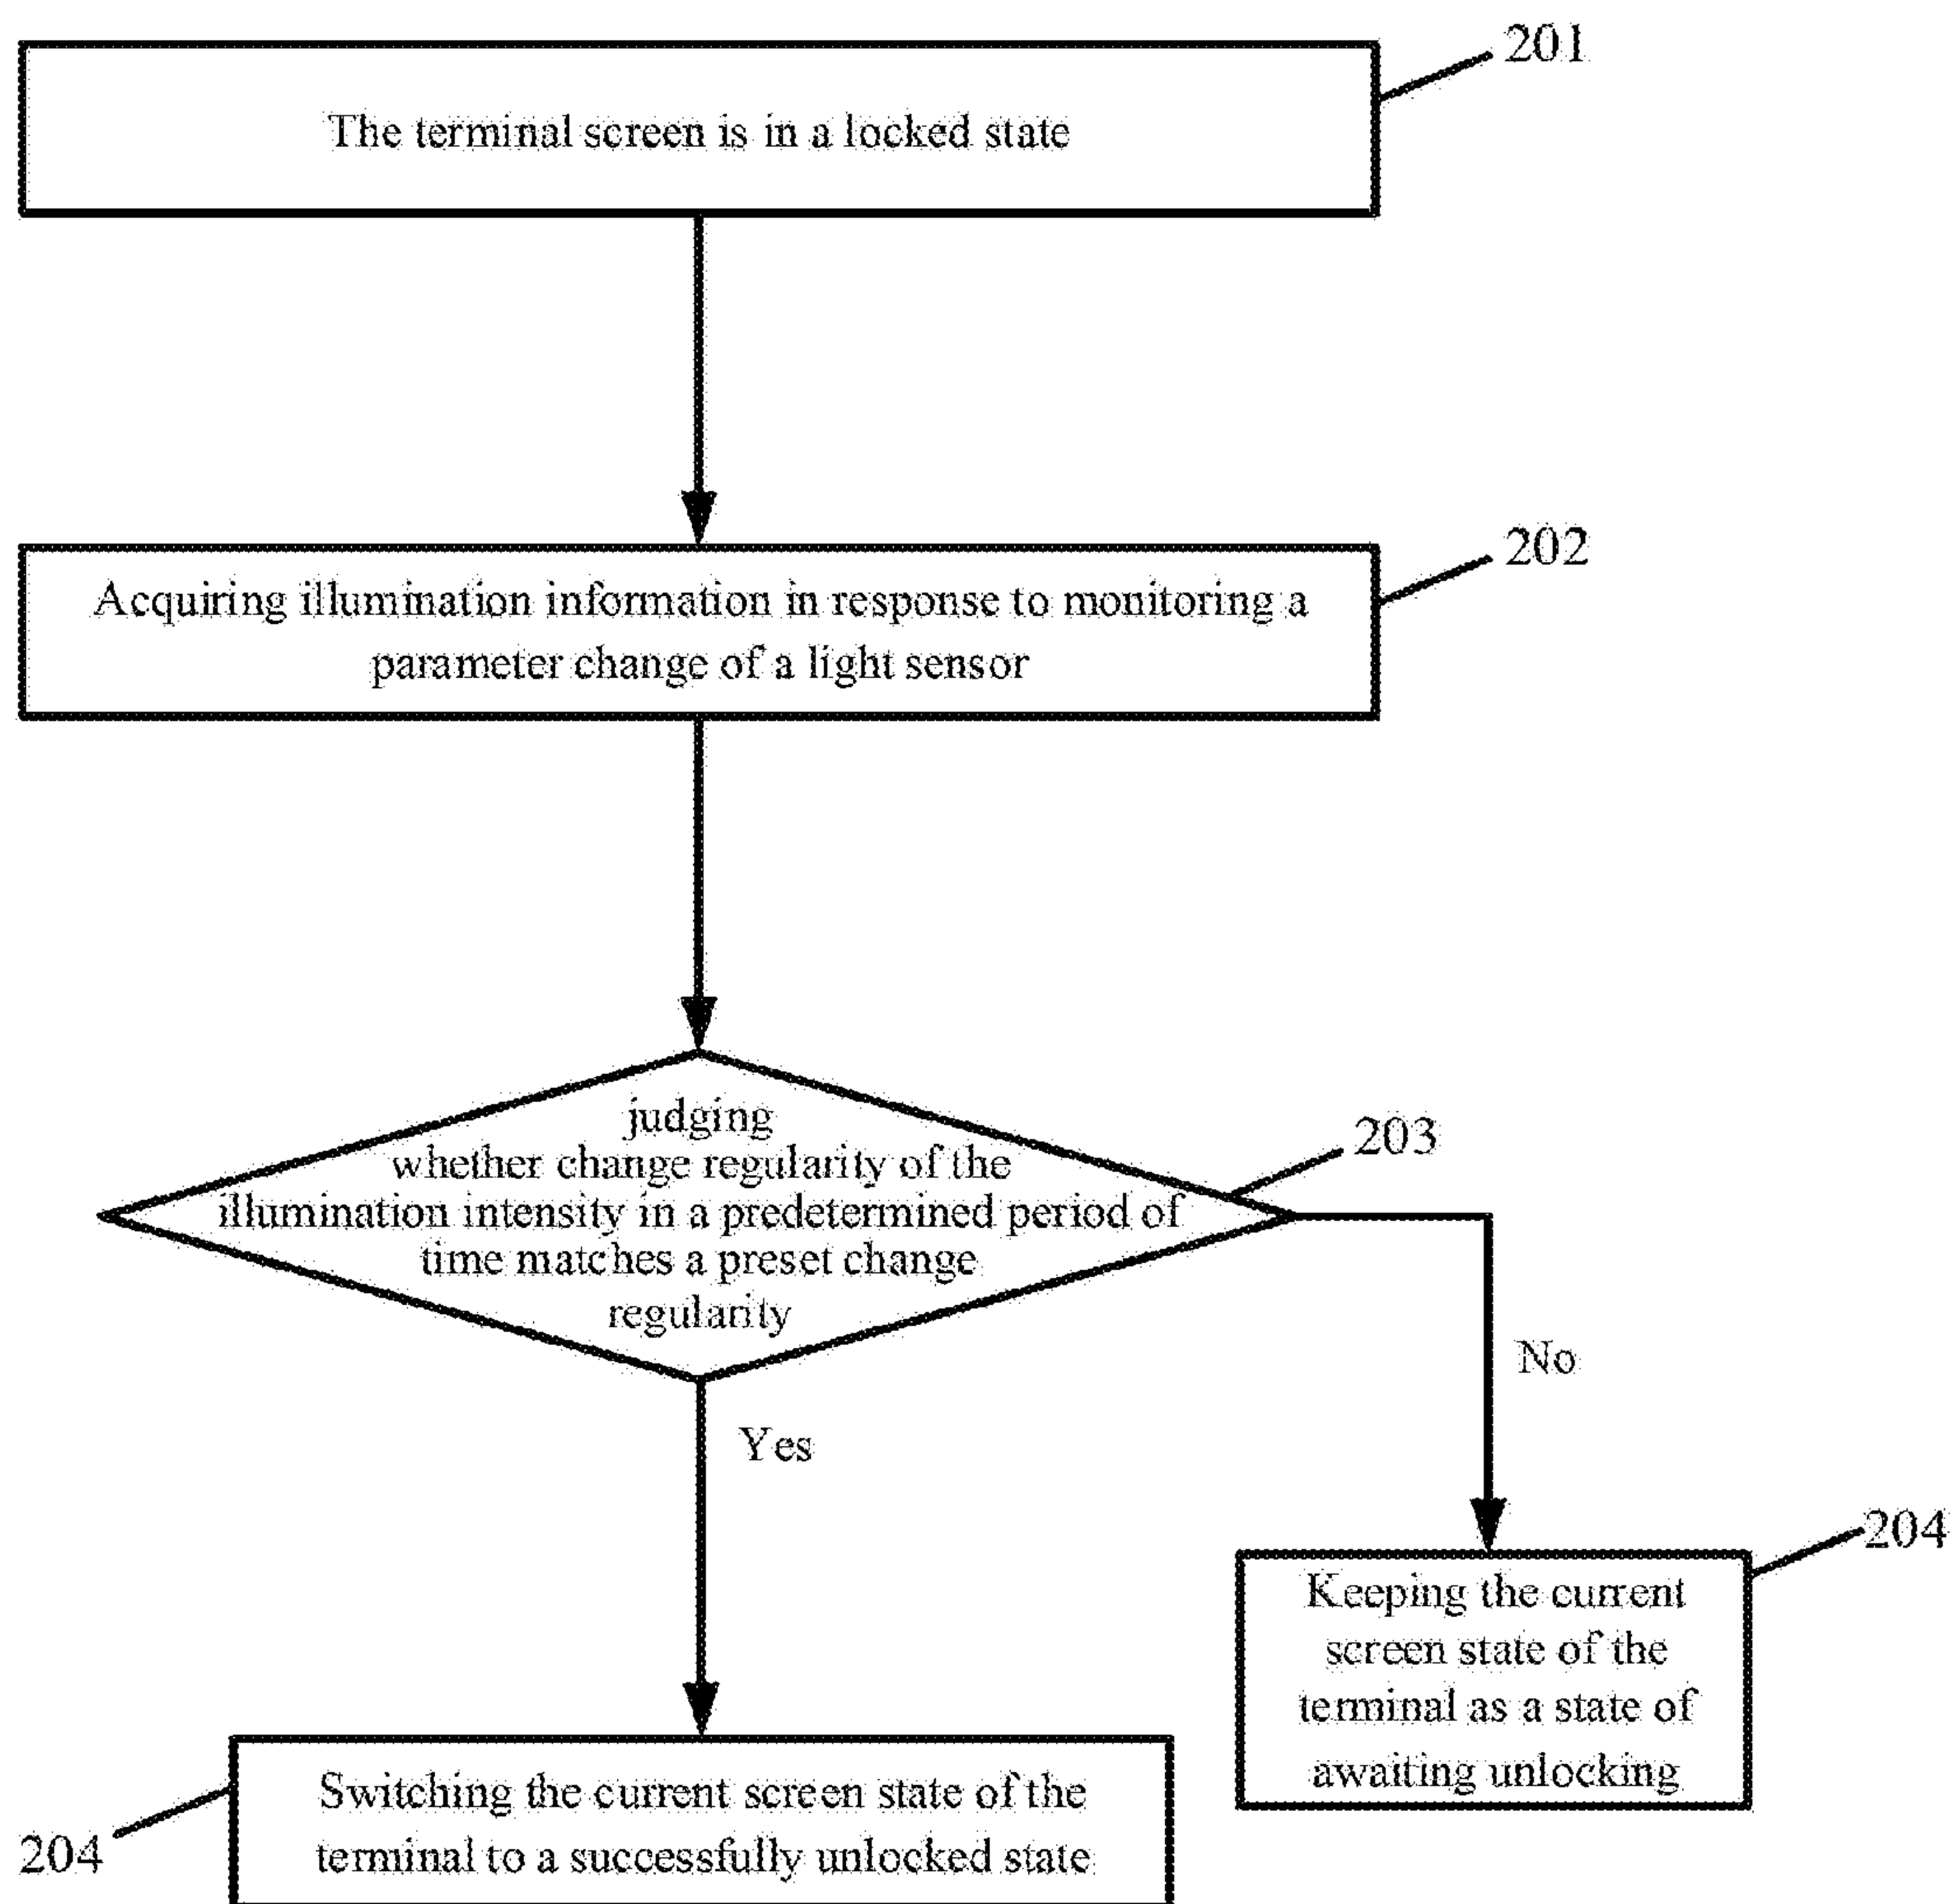 201
The terminal screen is in a locked state
202
Acquiring illumination information in response to monitoring a
parameter change of a light sensor
203
judging
whether change regularity of the
illumination intensity in a predetermined period of
time matches a preset change
regularity
No
Yes
204
Keeping the current
screen state of the
terminal as a state of
awaiting unlocking
Switching the current screen state of the
terminal to a successfully unlocked state
204